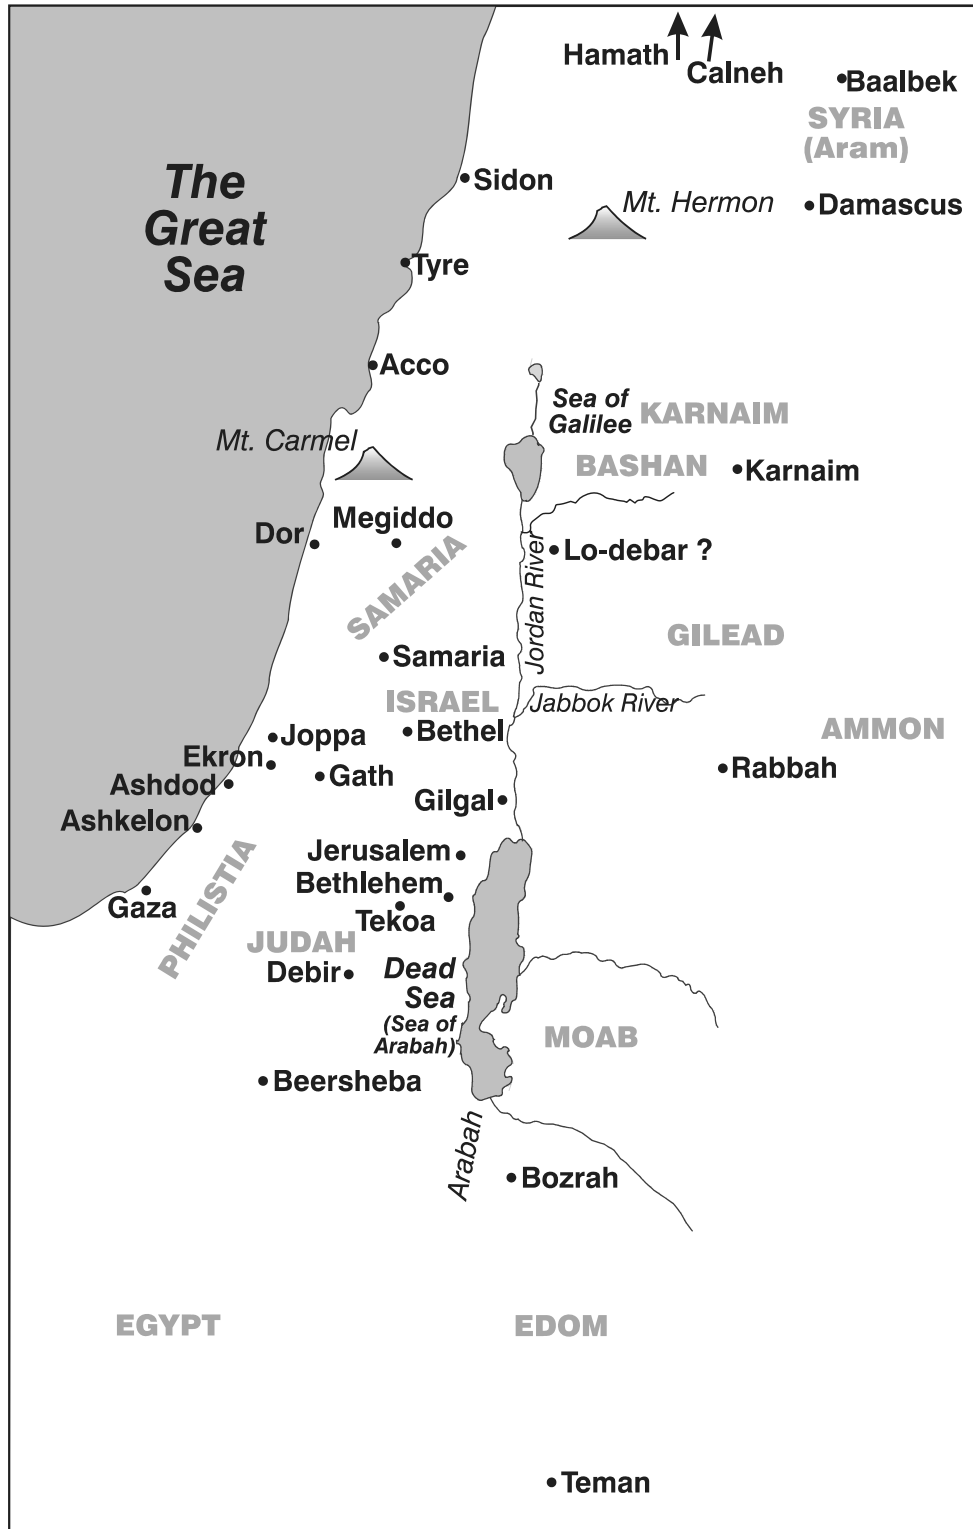 Hamath
Calneh
Baalbek
SYRIA
(Aram)
The
Great
Sea
Sidon
Mt. Hermon
Damascus
Tyre
Acco
Sea of
Galilee
KARNAIM
Mt. Carmel
BASHAN
Karnaim
Megiddo
Dor
Lo-debar ?
SAMARIA
Jordan River
GILEAD
Samaria
ISRAEL
Jabbok River
Bethel
AMMON
Joppa
Ekron
Gath
Rabbah
Ashdod
Gilgal
Ashkelon
Jerusalem
Bethlehem
Gaza
Tekoa
PHILISTIA
JUDAH
Debir
Dead
Sea
(Sea of
Arabah)
MOAB
Beersheba
Arabah
Bozrah
EGYPT
EDOM
Teman